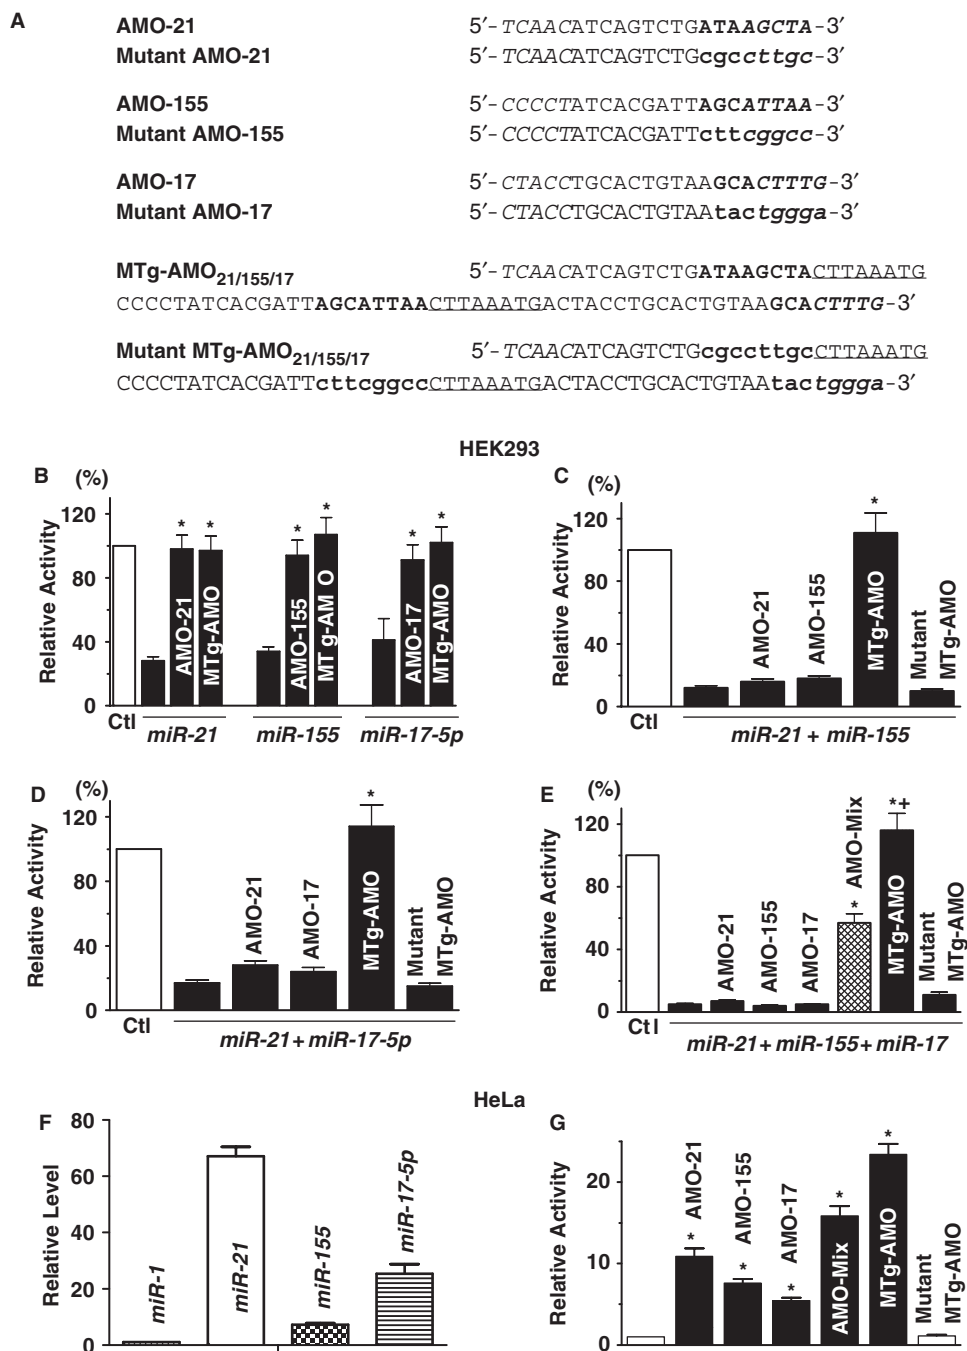 A
AMO-21 5′-TCAACATCAGTCTGATAAGCTA-3′
Mutant AMO-21 5′-TCAACATCAGTCTGcgccttgc-3′
AMO-155 5′-CCCCTATCACGATTAGCATTAA-3′
Mutant AMO-155 5′-CCCCTATCACGATTcttcggcc-3′
AMO-17 5′-CTACCTGCACTGTAAGCACTTTG-3′
Mutant AMO-17 5′-CTACCTGCACTGTAAtactggga-3′
MTg-AMO21/155/17 5′-TCAACATCAGTCTGATAAGCTACTTAAATG
CCCCTATCACGATTAGCATTAACTTAAATGACTACCTGCACTGTAAGCACTTTG-3′
Mutant MTg-AMO21/155/17 5′-TCAACATCAGTCTGcgccttgcCTTAAATG
CCCCTATCACGATTcttcggccCTTAAATGACTACCTGCACTGTAAtactggga-3′
HEK293
B (%)
Relative Activity
120
80
40
0
* * * * * *
AMO-21
MTg-AMO
AMO-155
MT g-AM O
AMO-17
MTg-AMO
Ctl
miR-21 miR-155 miR-17-5p
C (%)
Relative Activity
120
80
40
0
*
AMO-21
AMO-155
MTg-AMO
Mutant
MTg-AMO
Ctl
miR-21 + miR-155
D (%)
Relative Activity
120
80
40
0
*
AMO-21
AMO-17
MTg-AMO
Mutant
MTg-AMO
Ctl
miR-21 + miR-17-5p
E (%)
Relative Activity
120
80
40
0
AMO-21
AMO-155
AMO-17
AMO-Mix
*
*+
MTg-AMO
Mutant
MTg-AMO
Ct l
miR-21 + miR-155 + miR-17
HeLa
F
Relative Level
80
60
40
20
0
miR-1
miR-21
miR-155
miR-17-5p
G
Relative Activity
20
10
0
* AMO-21
* AMO-155
* AMO-17
* AMO-Mix
* MTg-AMO
Mutant
MTg-AMO